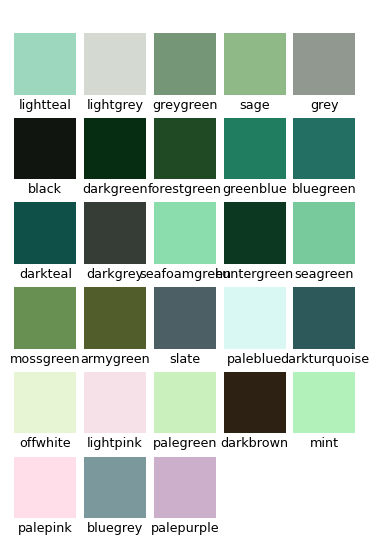 lightteal lightgrey greygreen sage grey
black darkgreen forestgreen greenblue bluegreen
darkteal darkgrey seafoamgreen huntergreen seagreen
mossgreen armygreen slate paleblue darkturquoise
offwhite lightpink palegreen darkbrown mint
palepink bluegrey palepurple